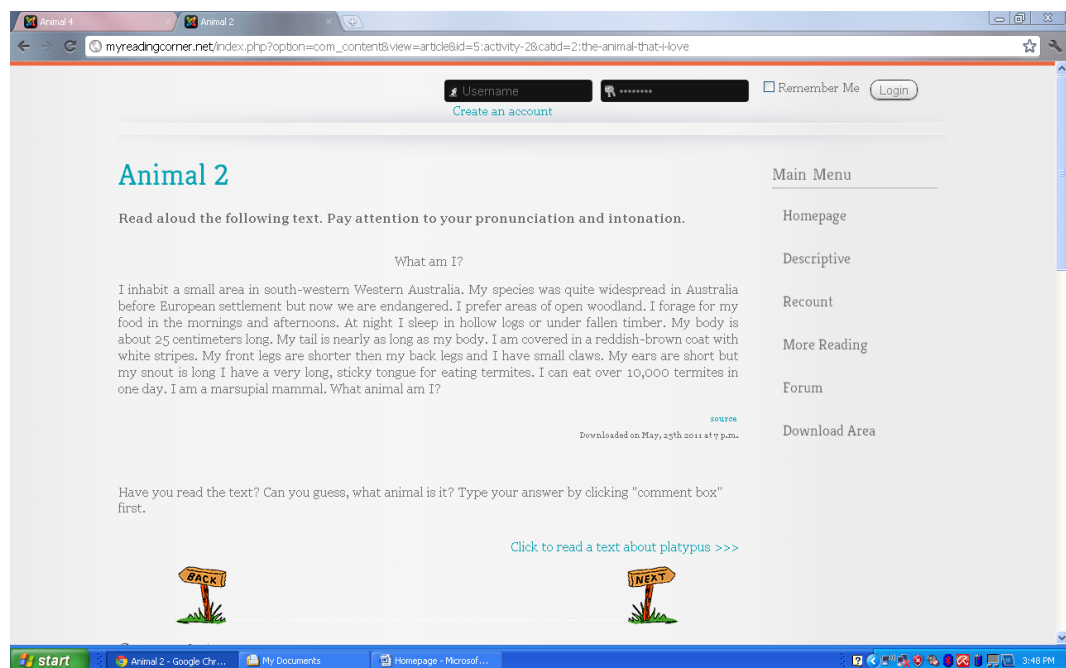 Animal 4
Animal 2
myreadingcorner.net/index.php?option=com_content&view=article&id=5:activity-2&catid=2:the-animal-that-i-love
Username
Remember Me
Login
Create an account
Animal 2
Read aloud the following text. Pay attention to your pronunciation and intonation.
What am I?
I inhabit a small area in south-western Western Australia. My species was quite widespread in Australia
before European settlement but now we are endangered. I prefer areas of open woodland. I forage for my
food in the mornings and afternoons. At night I sleep in hollow logs or under fallen timber. My body is
about 25 centimeters long. My tail is nearly as long as my body. I am covered in a reddish-brown coat with
white stripes. My front legs are shorter then my back legs and I have small claws. My ears are short but
my snout is long I have a very long, sticky tongue for eating termites. I can eat over 10,000 termites in
one day. I am a marsupial mammal. What animal am I?
source
Downloaded on May, 25th 2011 at 7 p.m.
Have you read the text? Can you guess, what animal is it? Type your answer by clicking "comment box"
first.
Click to read a text about platypus >>>
BACK
NEXT
Main Menu
Homepage
Descriptive
Recount
More Reading
Forum
Download Area
start
Animal 2 - Google Chr...
My Documents
Homepage - Microsof...
3:48 PM